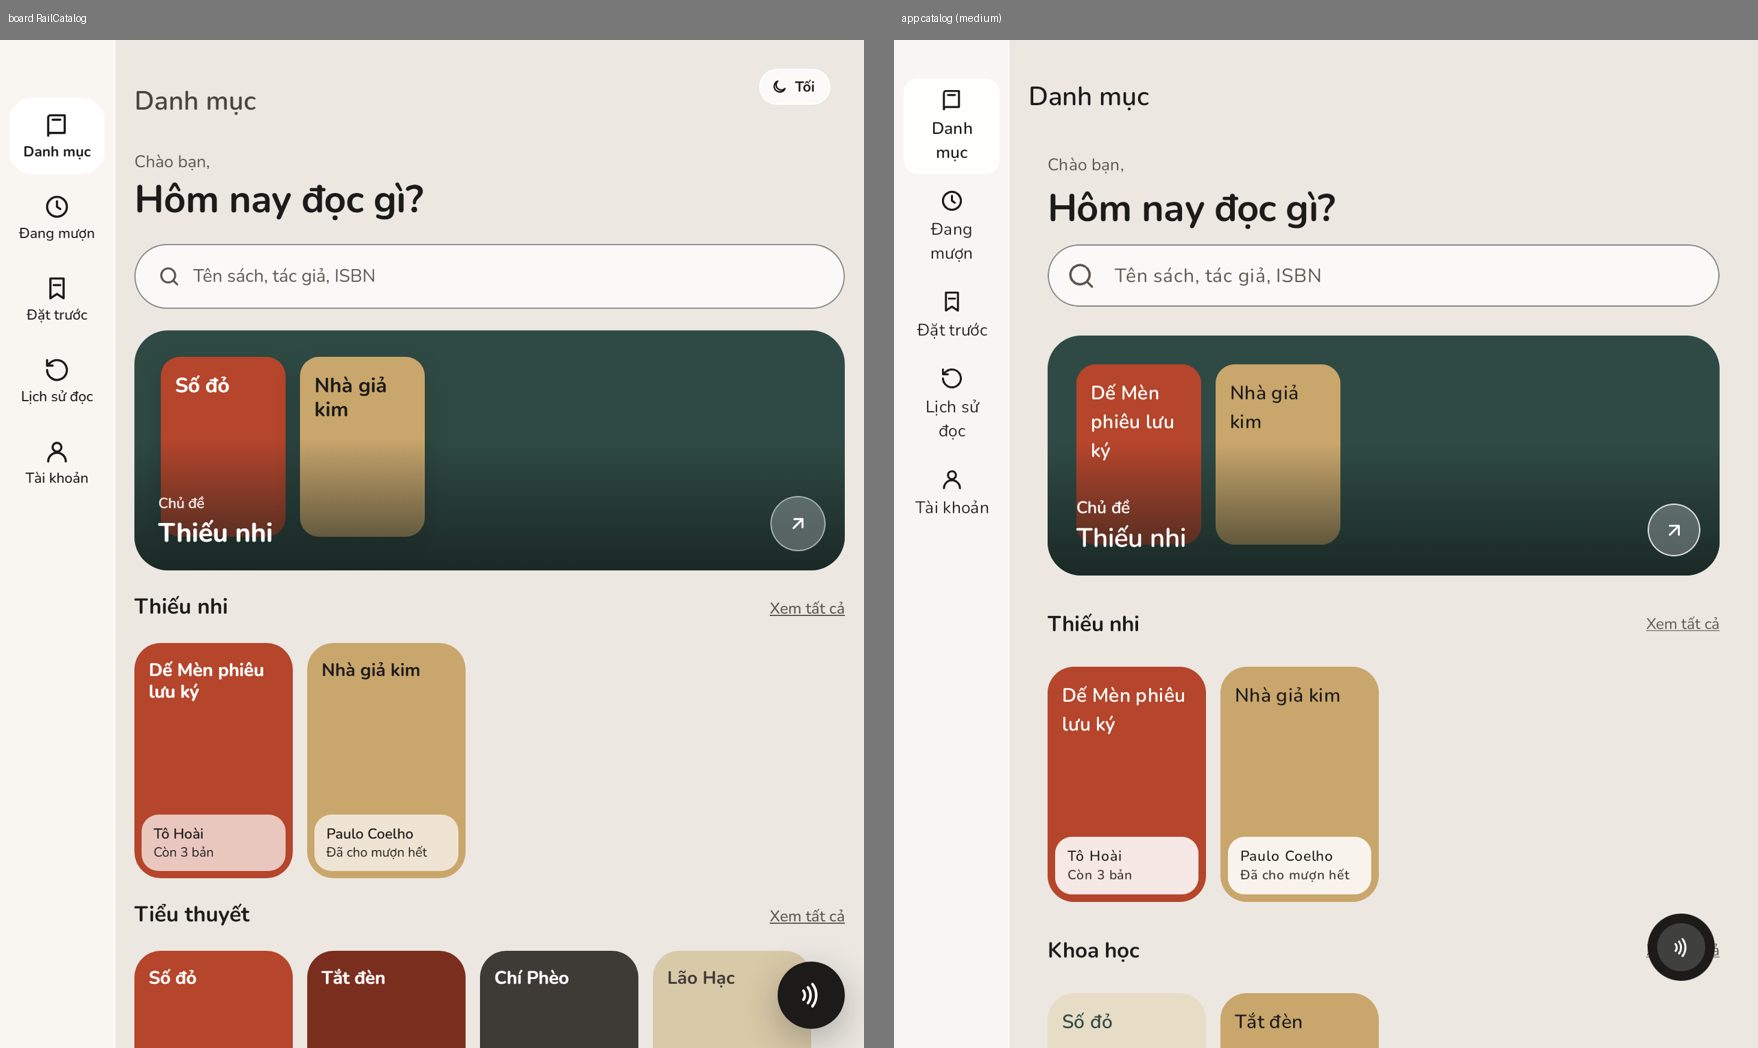 board RailCatalog
Danh mục
Đang mượn
Đặt trước
Lịch sử đọc
Tài khoản
Danh mục
Tối
Chào bạn,
Hôm nay đọc gì?
Tên sách, tác giả, ISBN
Số đỏ
Nhà giả
kim
Chủ đề
Thiếu nhi
Thiếu nhi
Xem tất cả
Dế Mèn phiêu
lưu ký
Tô Hoài
Còn 3 bản
Nhà giả kim
Paulo Coelho
Đã cho mượn hết
Tiểu thuyết
Xem tất cả
Số đỏ
Tắt đèn
Chí Phèo
Lão Hạc
app catalog (medium)
Danh
mục
Đang
mượn
Đặt trước
Lịch sử
đọc
Tài khoản
Danh mục
Chào bạn,
Hôm nay đọc gì?
Tên sách, tác giả, ISBN
Dế Mèn
phiêu lưu
ký
Nhà giả
kim
Chủ đề
Thiếu nhi
Thiếu nhi
Xem tất cả
Dế Mèn phiêu
lưu ký
Tô Hoài
Còn 3 bản
Nhà giả kim
Paulo Coelho
Đã cho mượn hết
Khoa học
Số đỏ
Tắt đèn